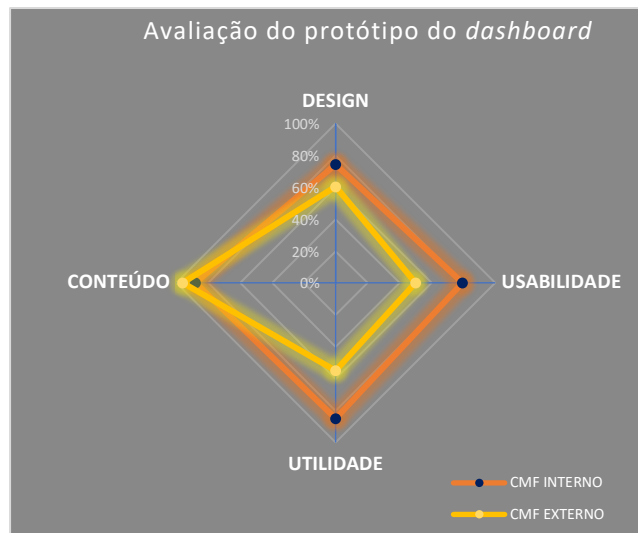 Avaliação do protótipo do dashboard
DESIGN
100%
80%
60%
40%
20%
0%
CONTEÚDO
USABILIDADE
UTILIDADE
CMF INTERNO
CMF EXTERNO